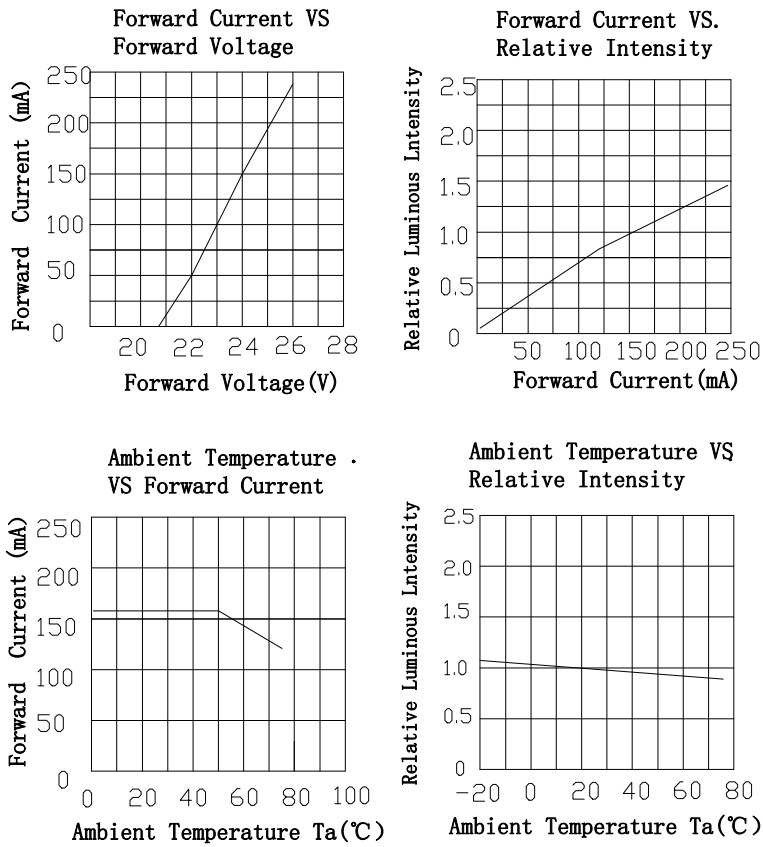 Forward Current VS
Forward Voltage
Forward Current (mA)
250
200
150
100
50
0
20 22 24 26 28
Forward Voltage(V)
Forward Current VS.
Relative Intensity
Relative Luminous Lntensity
2.5
2.0
1.5
1.0
0.5
0
50 100 150 200 250
Forward Current(mA)
Ambient Temperature .
VS Forward Current
Forward Current (mA)
250
200
150
100
50
0
0 20 40 60 80 100
Ambient Temperature Ta(℃)
Ambient Temperature VS
Relative Intensity
Relative Luminous Lntensity
2.5
2.0
1.5
1.0
0.5
0
-20 0 20 40 60 80
Ambient Temperature Ta(℃)